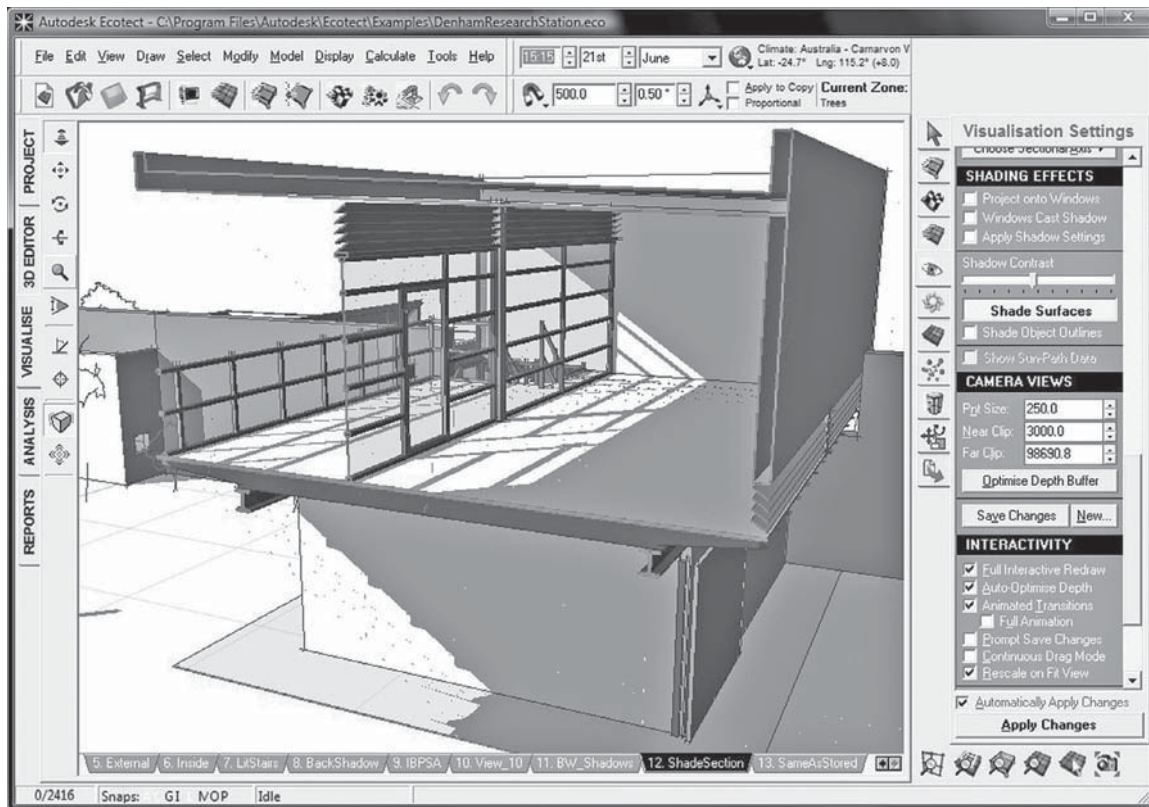 Autodesk Ecotect - C:\Program Files\Autodesk\Ecotect\Examples\DenhamResearchStation.eco
File Edit View Draw Select Modify Model Display Calculate Tools Help
15:15 21st June
Climate: Australia - Carnarvon V
Lat: -24.7° Lng: 115.2° (+8.0)
500.0 0.50 °
Apply to Copy
Proportional
Current Zone:
Trees
PROJECT
3D EDITOR
VISUALISE
ANALYSIS
REPORTS
Visualisation Settings
Choose Sectional Axis
SHADING EFFECTS
Project onto Windows
Windows Cast Shadow
Apply Shadow Settings
Shadow Contrast
Shade Surfaces
Shade Object Outlines
Show Sun-Path Data
CAMERA VIEWS
Pnt Size: 250.0
Near Clip: 3000.0
Far Clip: 98690.8
Optimise Depth Buffer
Save Changes New...
INTERACTIVITY
Full Interactive Redraw
Auto-Optimise Depth
Animated Transitions
Full Animation
Prompt Save Changes
Continuous Drag Mode
Rescale on Fit View
Automatically Apply Changes
Apply Changes
5. External 6. Inside 7. LitStairs 8. BackShadow 9. IBPSA 10. View_10 11. BW_Shadows 12. ShadeSection 13. SameAsStored
0/2416 Snaps: GI MOP Idle